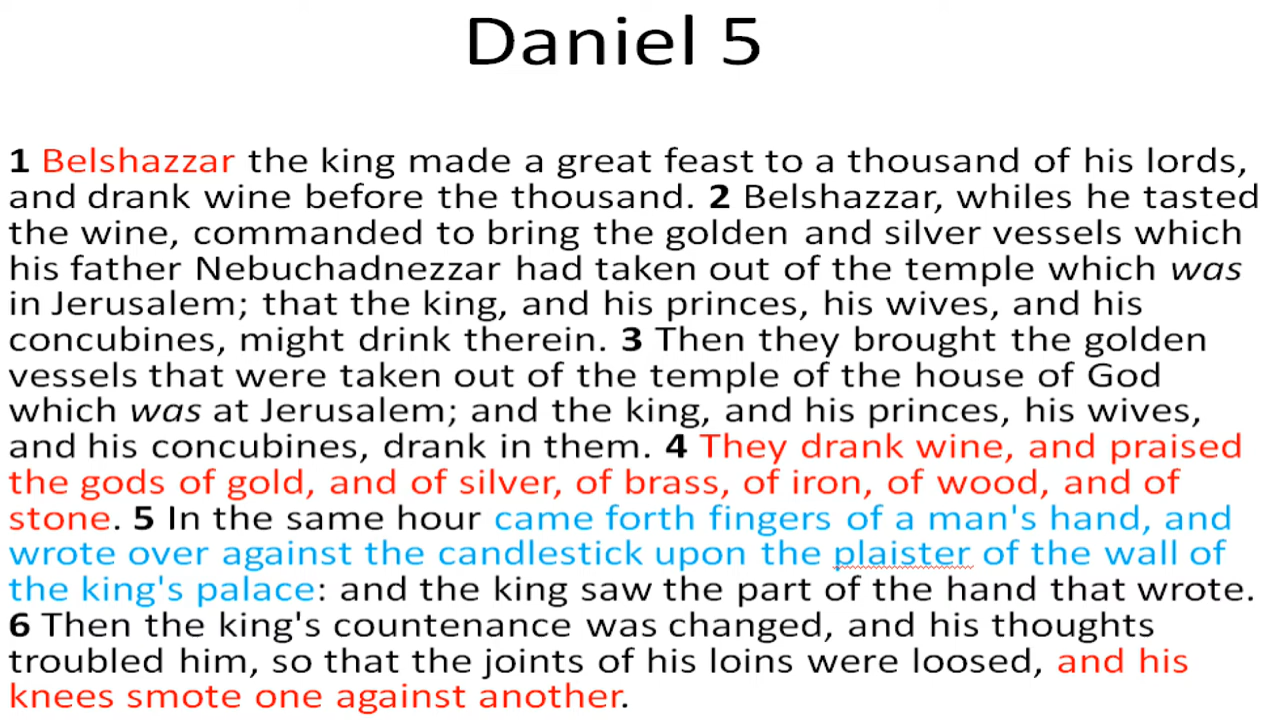 Daniel 5
1 Belshazzar the king made a great feast to a thousand of his lords,
and drank wine before the thousand. 2 Belshazzar, whiles he tasted
the wine, commanded to bring the golden and silver vessels which
his father Nebuchadnezzar had taken out of the temple which was
in Jerusalem; that the king, and his princes, his wives, and his
concubines, might drink therein. 3 Then they brought the golden
vessels that were taken out of the temple of the house of God
which was at Jerusalem; and the king, and his princes, his wives,
and his concubines, drank in them. 4 They drank wine, and praised
the gods of gold, and of silver, of brass, of iron, of wood, and of
stone. 5 In the same hour came forth fingers of a man's hand, and
wrote over against the candlestick upon the plaister of the wall of
the king's palace: and the king saw the part of the hand that wrote.
6 Then the king's countenance was changed, and his thoughts
troubled him, so that the joints of his loins were loosed, and his
knees smote one against another.